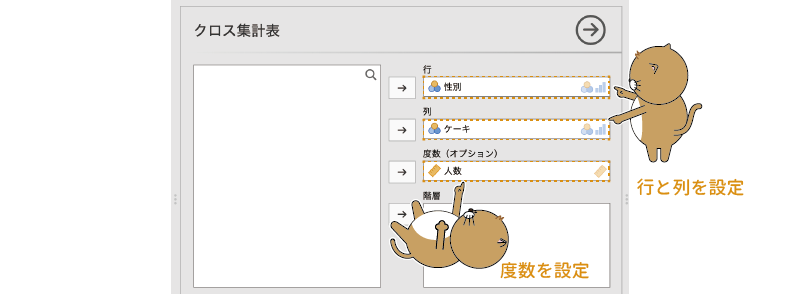 クロス集計表
行
性別
列
ケーキ
度数（オプション）
人数
階層
行と列を設定
度数を設定